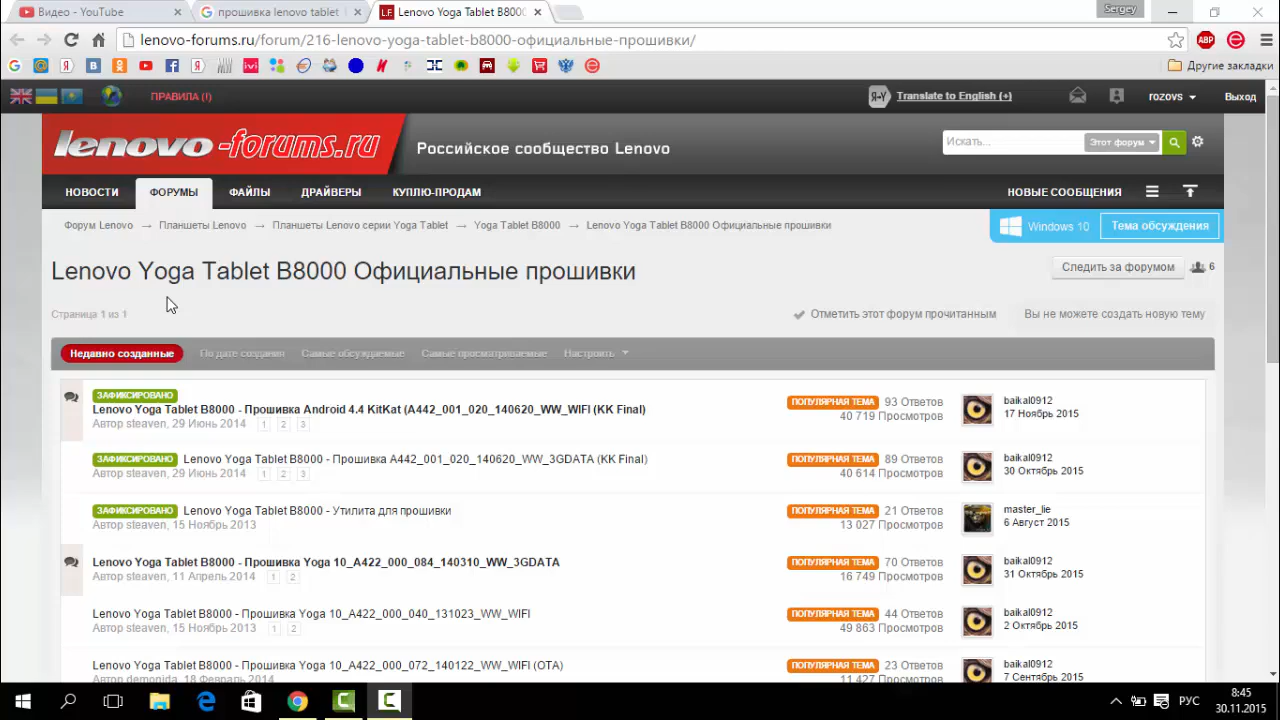 Видео - YouTube
прошивка lenovo tablet
Lenovo Yoga Tablet B8000
Sergey
lenovo-forums.ru/forum/216-lenovo-yoga-tablet-b8000-официальные-прошивки/
Другие закладки
ПРАВИЛА (!)
Translate to English (+)
rozovs
Выход
lenovo-forums.ru
Российское сообщество Lenovo
Искать...
Этот форум
НОВОСТИ
ФОРУМЫ
ФАЙЛЫ
ДРАЙВЕРЫ
КУПЛЮ-ПРОДАМ
НОВЫЕ СООБЩЕНИЯ
Форум Lenovo → Планшеты Lenovo → Планшеты Lenovo серии Yoga Tablet → Yoga Tablet B8000 → Lenovo Yoga Tablet B8000 Официальные прошивки
Windows 10
Тема обсуждения
Lenovo Yoga Tablet B8000 Официальные прошивки
Следить за форумом
6
Страница 1 из 1
Отметить этот форум прочитанным
Вы не можете создать новую тему
Недавно созданные
По дате создания
Самые обсуждаемые
Самые просматриваемые
Настроить
ЗАФИКСИРОВАНО
Lenovo Yoga Tablet B8000 - Прошивка Android 4.4 KitKat (A442_001_020_140620_WW_WIFI (KK Final)
Автор steaven, 29 Июнь 2014 1 2 3
ПОПУЛЯРНАЯ ТЕМА 93 Ответов
40 719 Просмотров
baikal0912
17 Ноябрь 2015
ЗАФИКСИРОВАНО Lenovo Yoga Tablet B8000 - Прошивка A442_001_020_140620_WW_3GDATA (KK Final)
Автор steaven, 29 Июнь 2014 1 2 3
ПОПУЛЯРНАЯ ТЕМА 89 Ответов
40 614 Просмотров
baikal0912
30 Октябрь 2015
ЗАФИКСИРОВАНО Lenovo Yoga Tablet B8000 - Утилита для прошивки
Автор steaven, 15 Ноябрь 2013
ПОПУЛЯРНАЯ ТЕМА 21 Ответов
13 027 Просмотров
master_lie
6 Август 2015
Lenovo Yoga Tablet B8000 - Прошивка Yoga 10_A422_000_084_140310_WW_3GDATA
Автор steaven, 11 Апрель 2014 1 2
ПОПУЛЯРНАЯ ТЕМА 70 Ответов
16 749 Просмотров
baikal0912
31 Октябрь 2015
Lenovo Yoga Tablet B8000 - Прошивка Yoga 10_A422_000_040_131023_WW_WIFI
Автор steaven, 15 Ноябрь 2013 1 2
ПОПУЛЯРНАЯ ТЕМА 44 Ответов
49 863 Просмотров
baikal0912
2 Октябрь 2015
Lenovo Yoga Tablet B8000 - Прошивка Yoga 10_A422_000_072_140122_WW_WIFI (OTA)
Автор demonida, 18 Февраль 2014
ПОПУЛЯРНАЯ ТЕМА 23 Ответов
11 427 Просмотров
baikal0912
7 Сентябрь 2015
РУС
8:45
30.11.2015